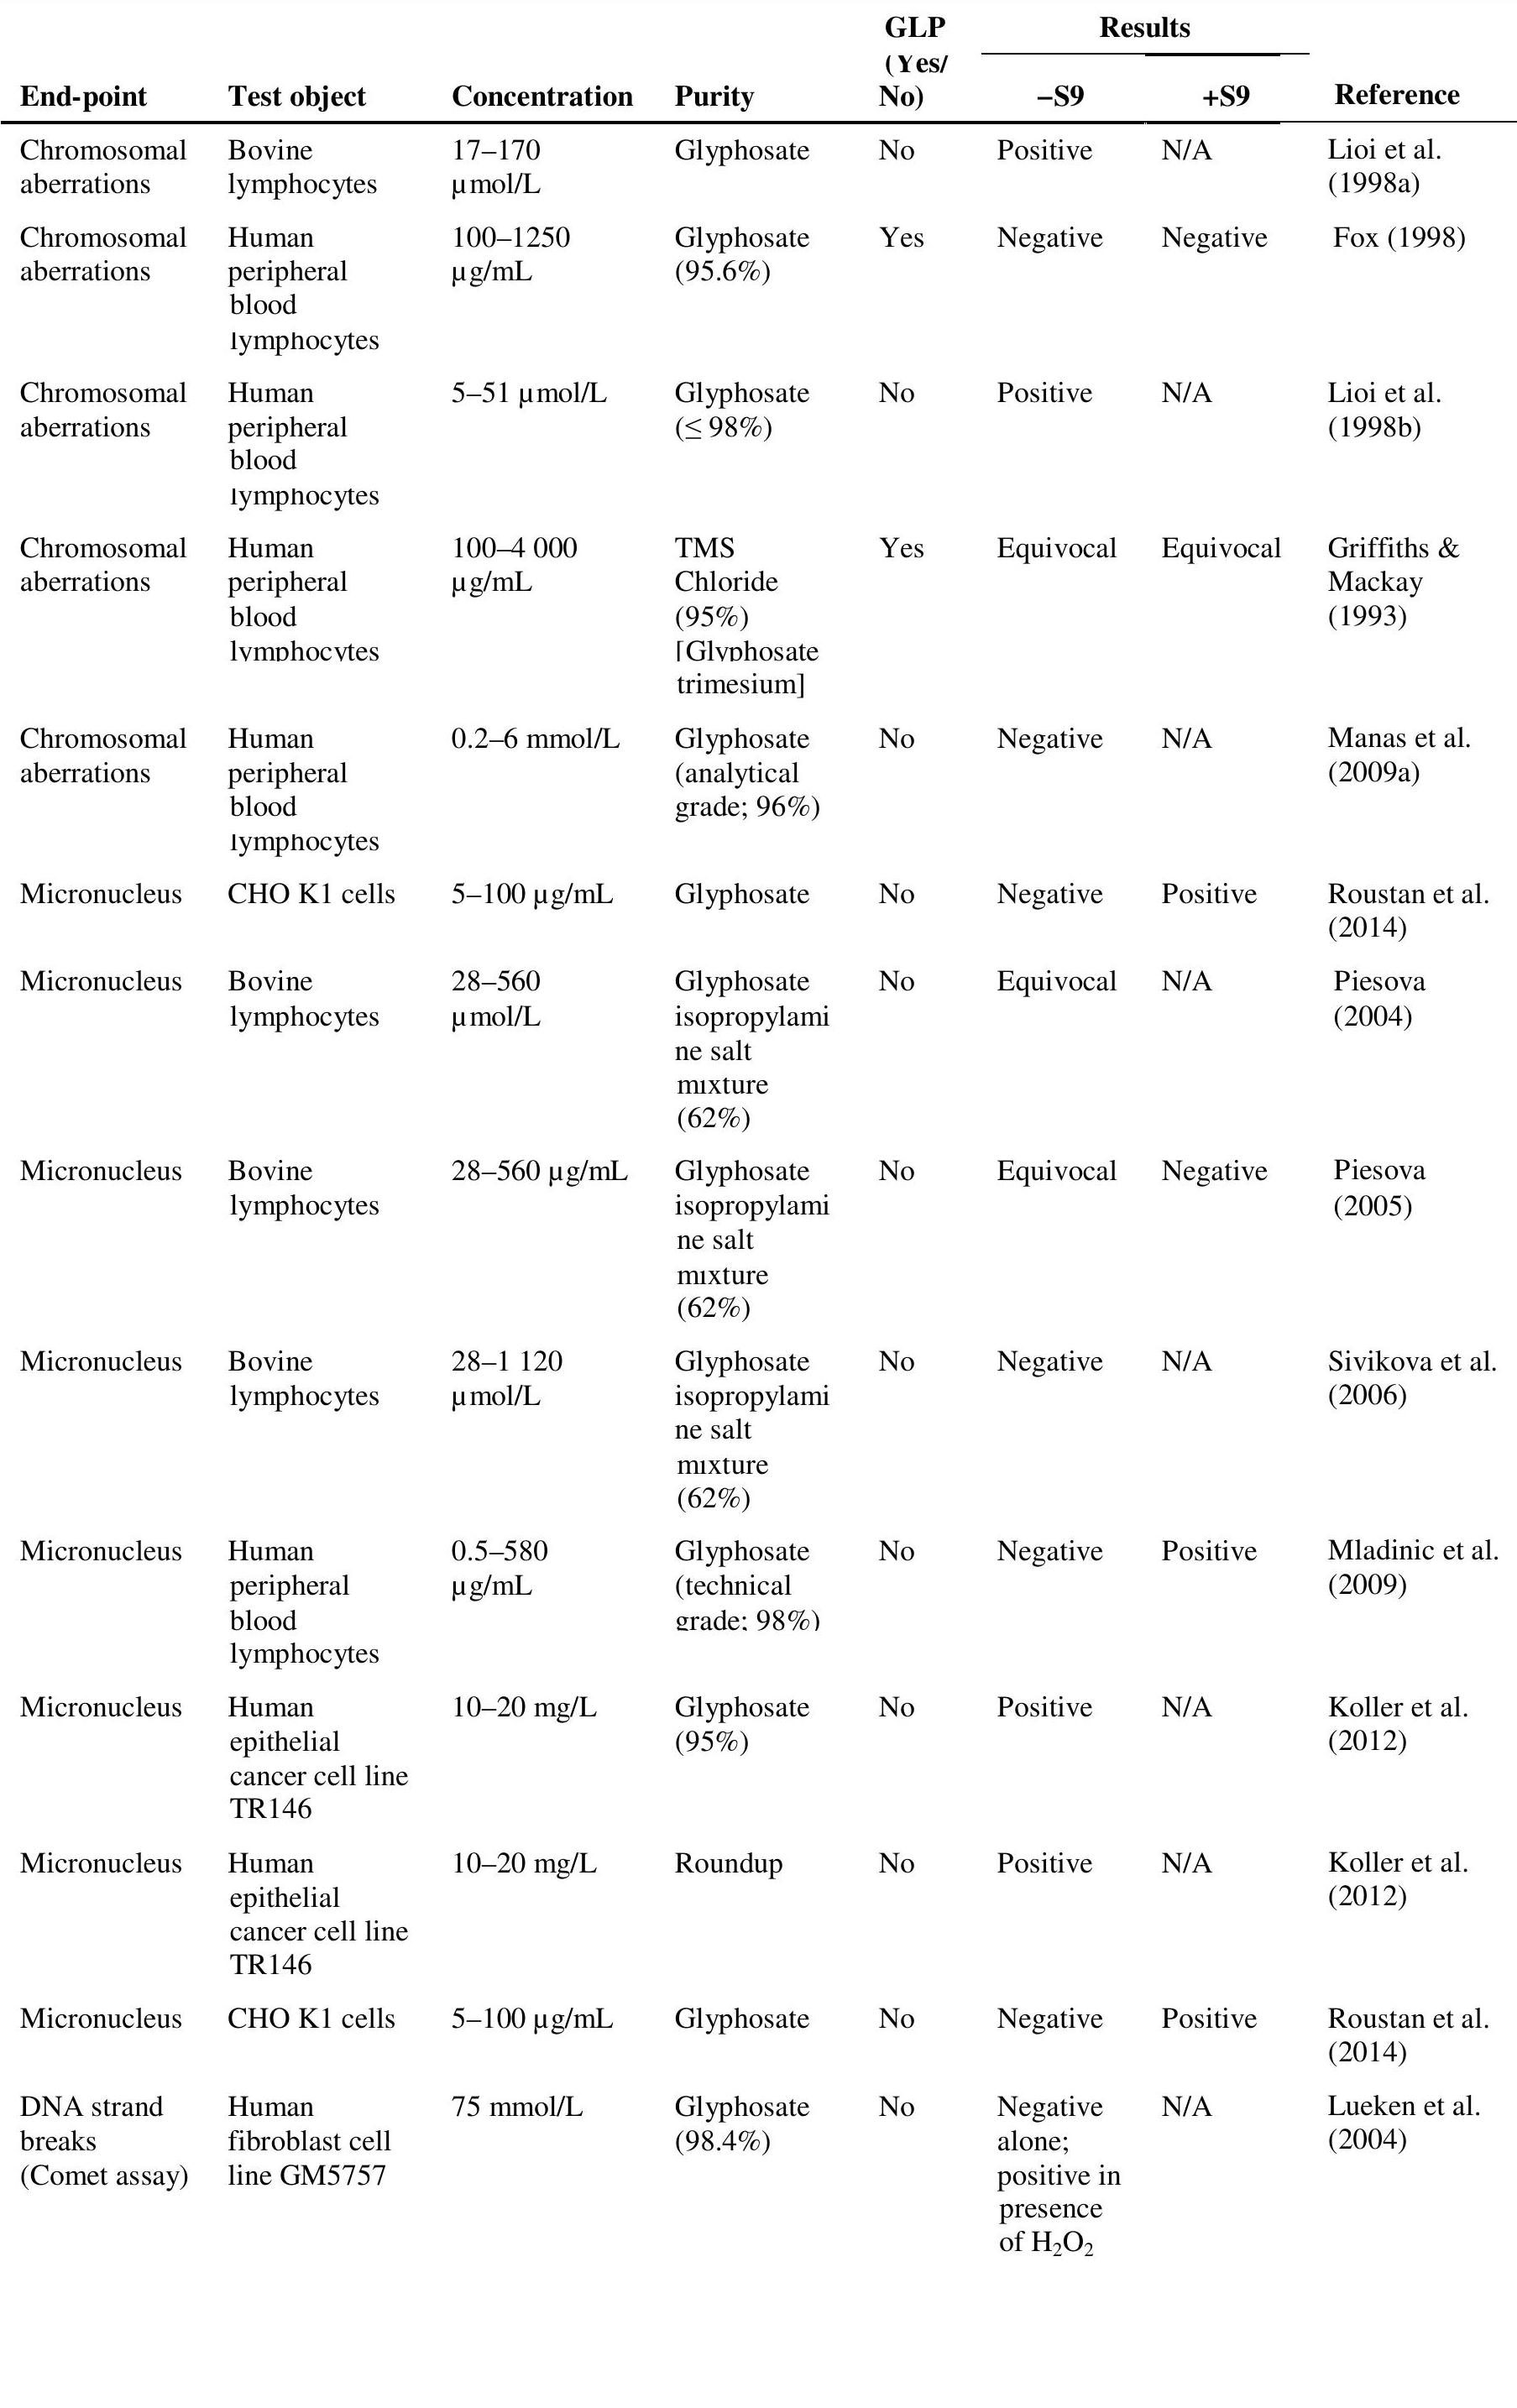 GLP Results
(Yes/
End-point Test object Concentration Purity No) –S9 +S9 Reference
Chromosomal Bovine 17–170 Glyphosate No Positive N/A Lioi et al.
aberrations lymphocytes µmol/L (1998a)
Chromosomal Human 100–1250 Glyphosate Yes Negative Negative Fox (1998)
aberrations peripheral µg/mL (95.6%)
blood
lymphocytes
Chromosomal Human 5–51 µmol/L Glyphosate No Positive N/A Lioi et al.
aberrations peripheral (≤ 98%) (1998b)
blood
lymphocytes
Chromosomal Human 100–4 000 TMS Yes Equivocal Equivocal Griffiths &
aberrations peripheral µg/mL Chloride Mackay
blood (95%) (1993)
lymphocytes [Glyphosate
trimesium]
Chromosomal Human 0.2–6 mmol/L Glyphosate No Negative N/A Manas et al.
aberrations peripheral (analytical (2009a)
blood grade; 96%)
lymphocytes
Micronucleus CHO K1 cells 5–100 µg/mL Glyphosate No Negative Positive Roustan et al.
(2014)
Micronucleus Bovine 28–560 Glyphosate No Equivocal N/A Piesova
lymphocytes µmol/L isopropylami (2004)
ne salt
mixture
(62%)
Micronucleus Bovine 28–560 µg/mL Glyphosate No Equivocal Negative Piesova
lymphocytes isopropylami (2005)
ne salt
mixture
(62%)
Micronucleus Bovine 28–1 120 Glyphosate No Negative N/A Sivikova et al.
lymphocytes µmol/L isopropylami (2006)
ne salt
mixture
(62%)
Micronucleus Human 0.5–580 Glyphosate No Negative Positive Mladinic et al.
peripheral µg/mL (technical (2009)
blood grade; 98%)
lymphocytes
Micronucleus Human 10–20 mg/L Glyphosate No Positive N/A Koller et al.
epithelial (95%) (2012)
cancer cell line
TR146
Micronucleus Human 10–20 mg/L Roundup No Positive N/A Koller et al.
epithelial (2012)
cancer cell line
TR146
Micronucleus CHO K1 cells 5–100 µg/mL Glyphosate No Negative Positive Roustan et al.
(2014)
DNA strand Human 75 mmol/L Glyphosate No Negative N/A Lueken et al.
breaks fibroblast cell (98.4%) alone; (2004)
(Comet assay) line GM5757 positive in
presence
of H₂O₂